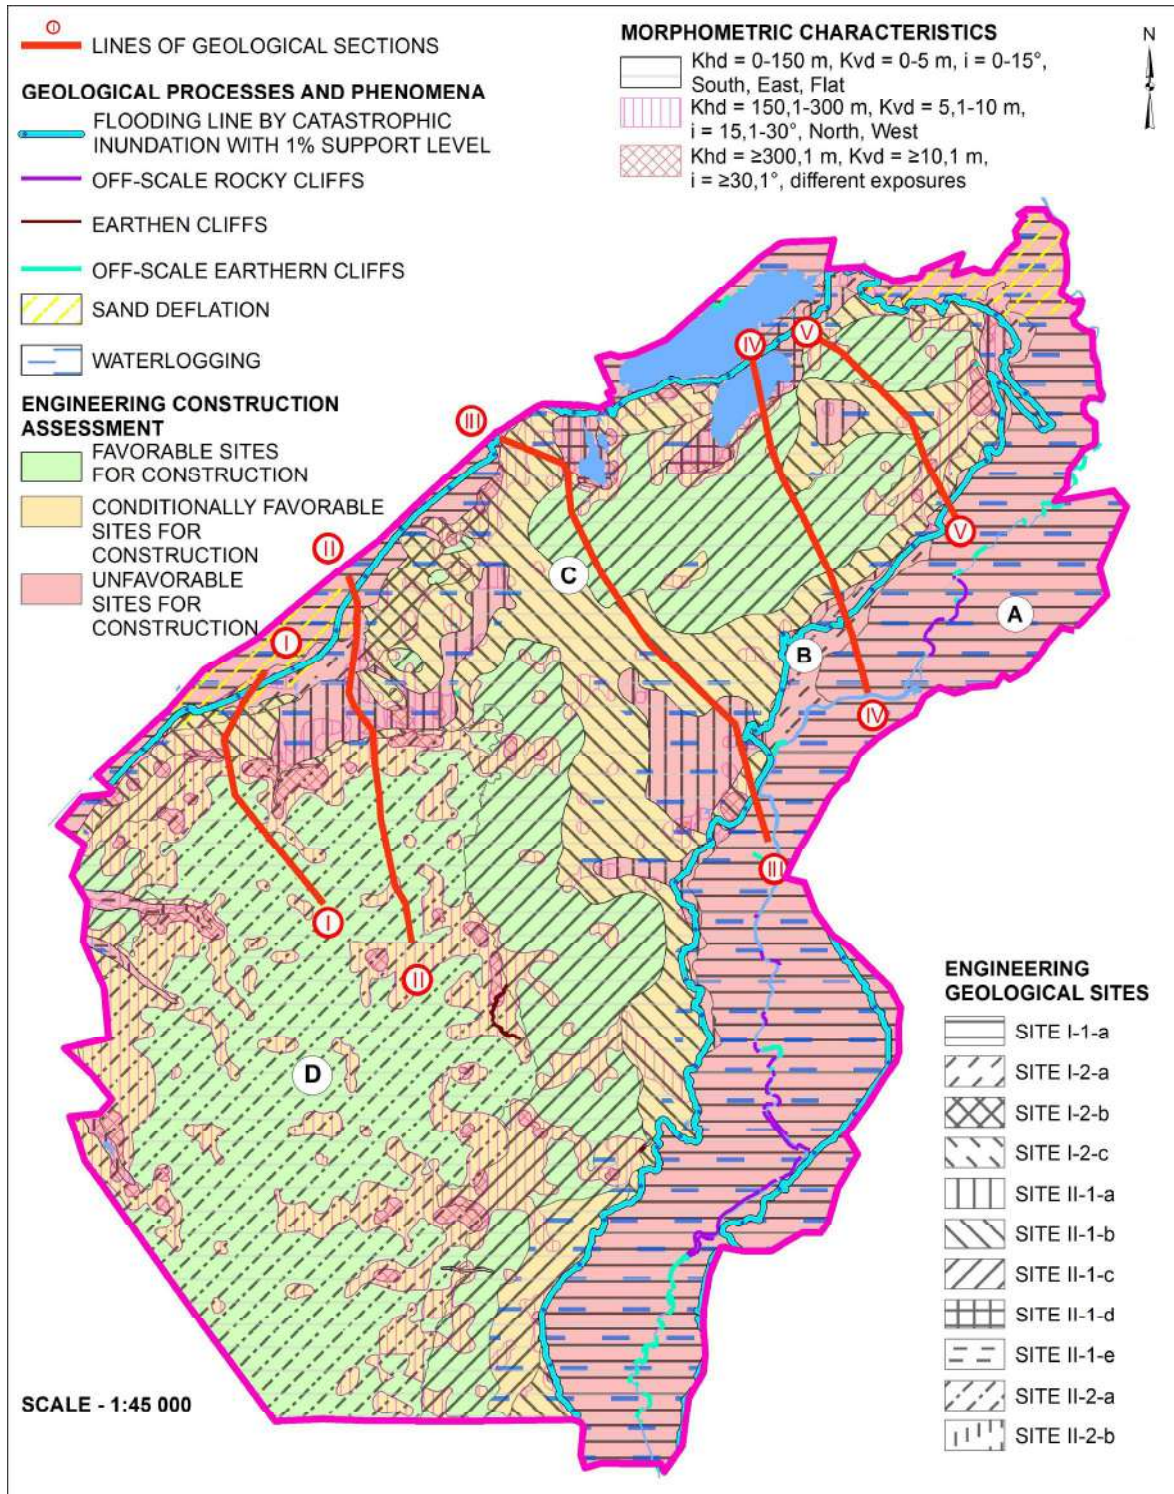 I
LINES OF GEOLOGICAL SECTIONS
GEOLOGICAL PROCESSES AND PHENOMENA
FLOODING LINE BY CATASTROPHIC
INUNDATION WITH 1% SUPPORT LEVEL
OFF-SCALE ROCKY CLIFFS
EARTHEN CLIFFS
OFF-SCALE EARTHERN CLIFFS
SAND DEFLATION
WATERLOGGING
ENGINEERING CONSTRUCTION
ASSESSMENT
FAVORABLE SITES
FOR CONSTRUCTION
CONDITIONALLY FAVORABLE
SITES FOR
CONSTRUCTION
UNFAVORABLE
SITES FOR
CONSTRUCTION
MORPHOMETRIC CHARACTERISTICS
Khd = 0-150 m, Kvd = 0-5 m, i = 0-15°,
South, East, Flat
Khd = 150,1-300 m, Kvd = 5,1-10 m,
i = 15,1-30°, North, West
Khd = ≥300,1 m, Kvd = ≥10,1 m,
i = ≥30,1°, different exposures
N
IV
V
III
II
V
C
A
I
B
IV
III
I
II
D
ENGINEERING
GEOLOGICAL SITES
SITE I-1-a
SITE I-2-a
SITE I-2-b
SITE I-2-c
SITE II-1-a
SITE II-1-b
SITE II-1-c
SITE II-1-d
SITE II-1-e
SITE II-2-a
SITE II-2-b
SCALE - 1:45 000